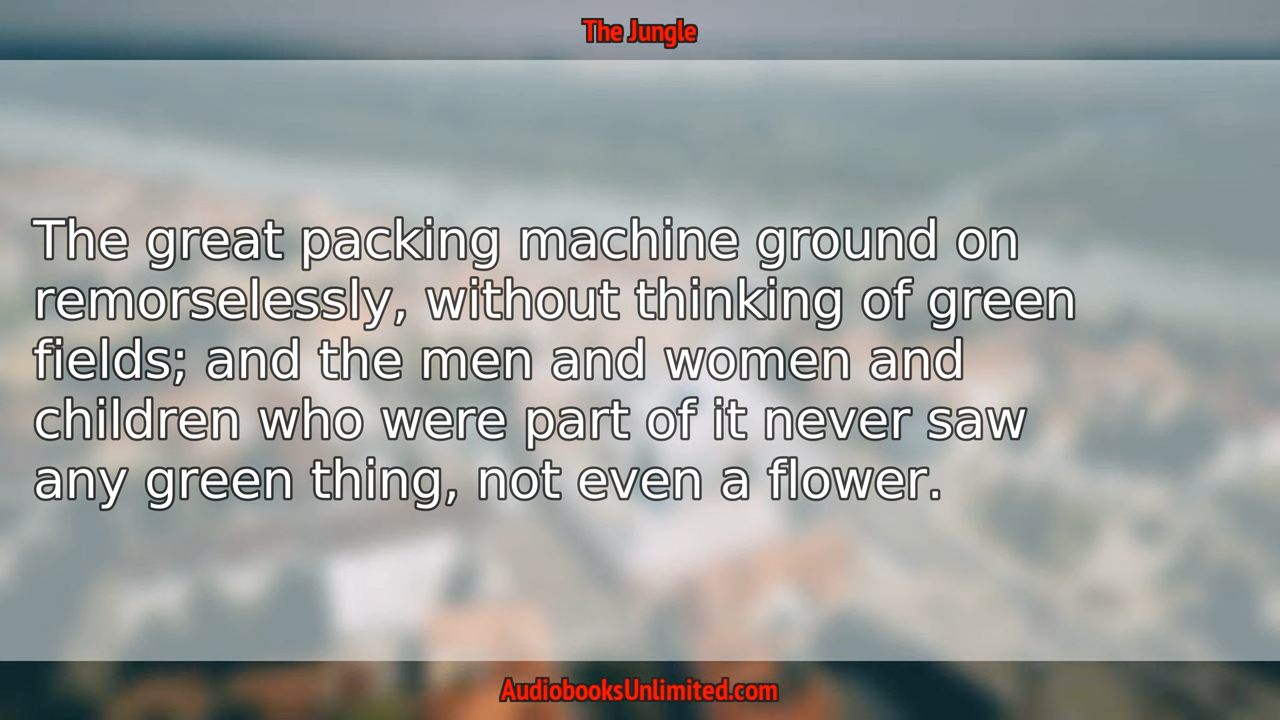 The Jungle
The great packing machine ground on
remorselessly, without thinking of green
fields; and the men and women and
children who were part of it never saw
any green thing, not even a flower.
AudiobooksUnlimited.com